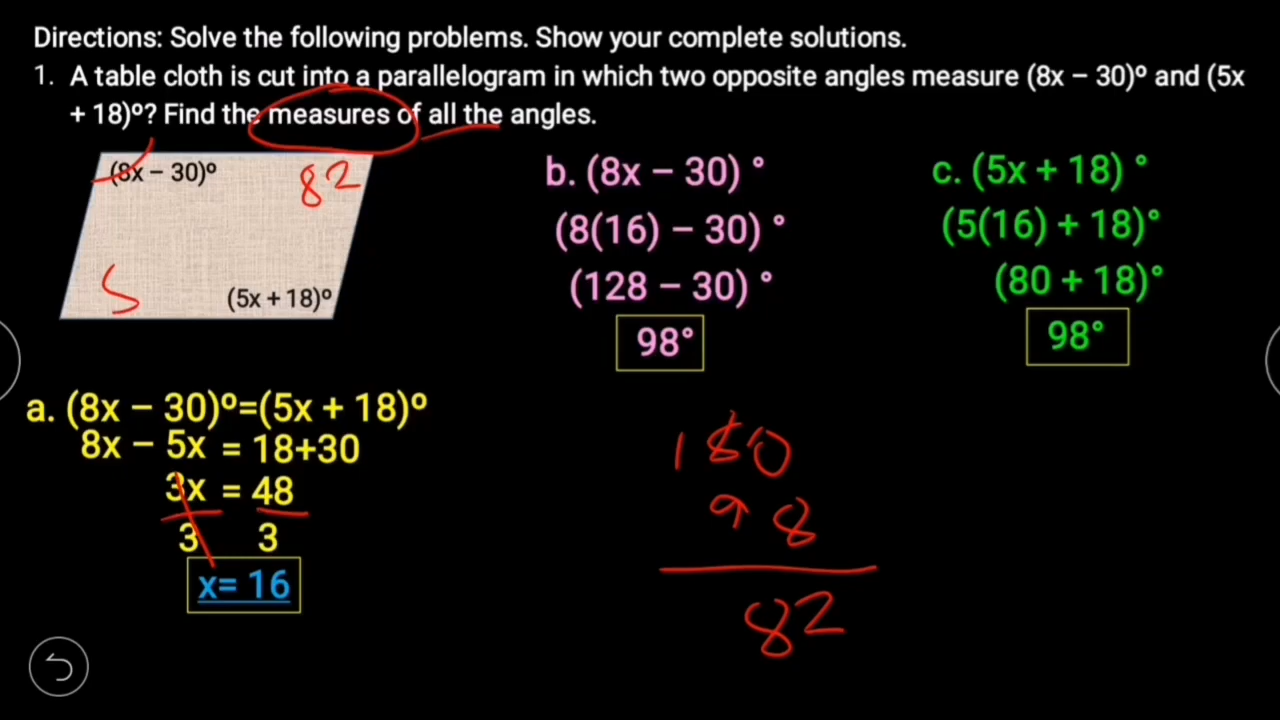 Directions: Solve the following problems. Show your complete solutions.
1. A table cloth is cut into a parallelogram in which two opposite angles measure (8x – 30)º and (5x
+ 18)º? Find the measures of all the angles.
(8x – 30)º
82
(5x + 18)º
b. (8x – 30) °
(8(16) – 30) °
(128 – 30) °
98°
c. (5x + 18) °
(5(16) + 18)°
(80 + 18)°
98°
a. (8x – 30)º=(5x + 18)º
8x – 5x = 18+30
3x = 48
3 3
x= 16
180
98
82